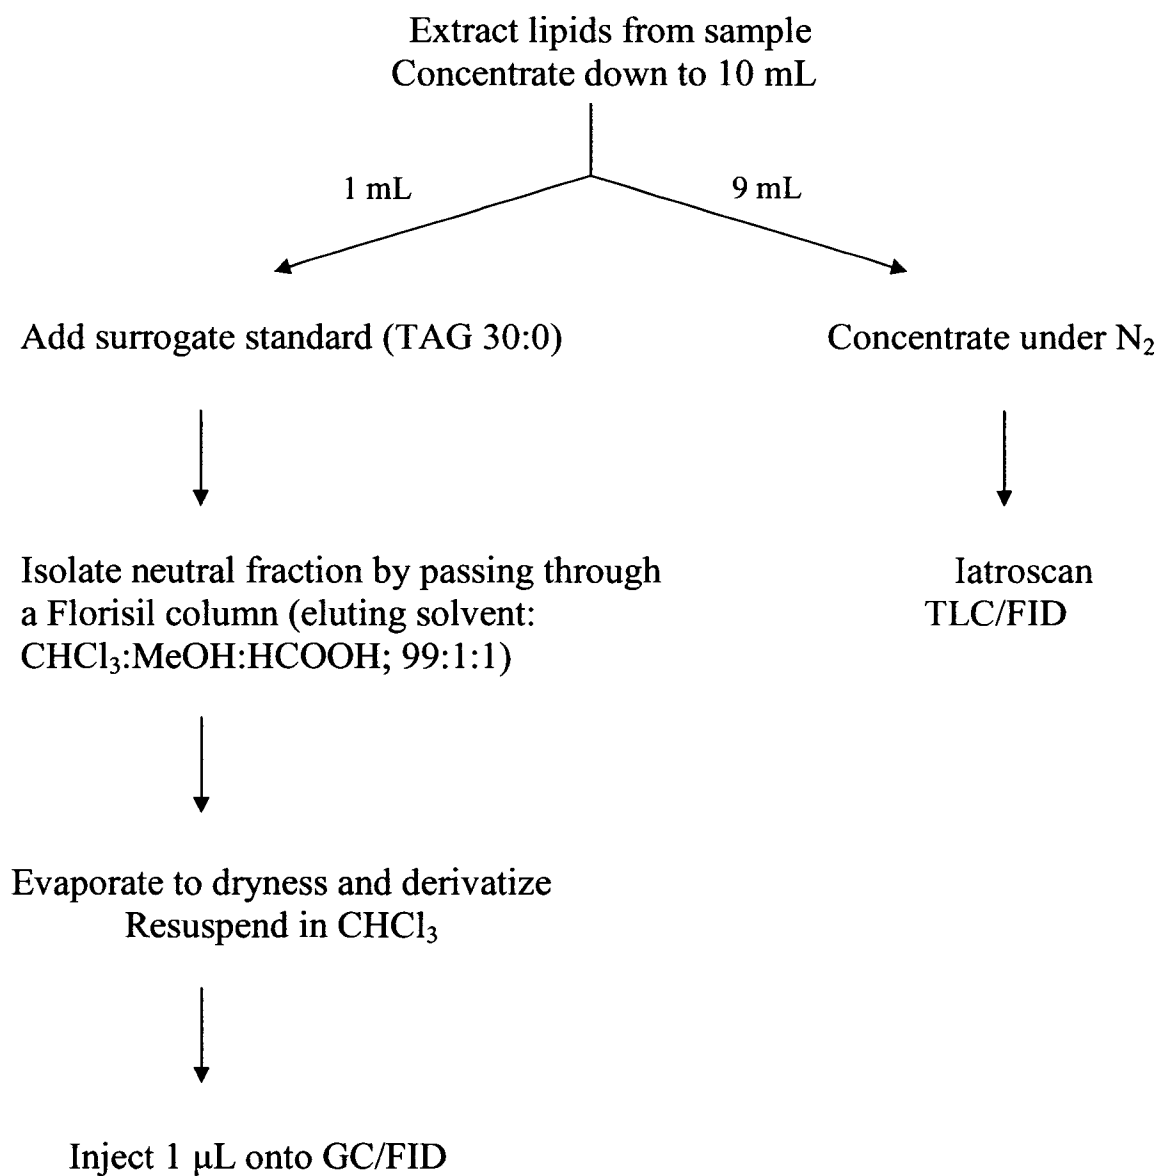 Extract lipids from sample
Concentrate down to 10 mL
1 mL
9 mL
Add surrogate standard (TAG 30:0)
Concentrate under N₂
Isolate neutral fraction by passing through
a Florisil column (eluting solvent:
CHCl₃:MeOH:HCOOH; 99:1:1)
Iatroscan
TLC/FID
Evaporate to dryness and derivatize
Resuspend in CHCl₃
Inject 1 μL onto GC/FID